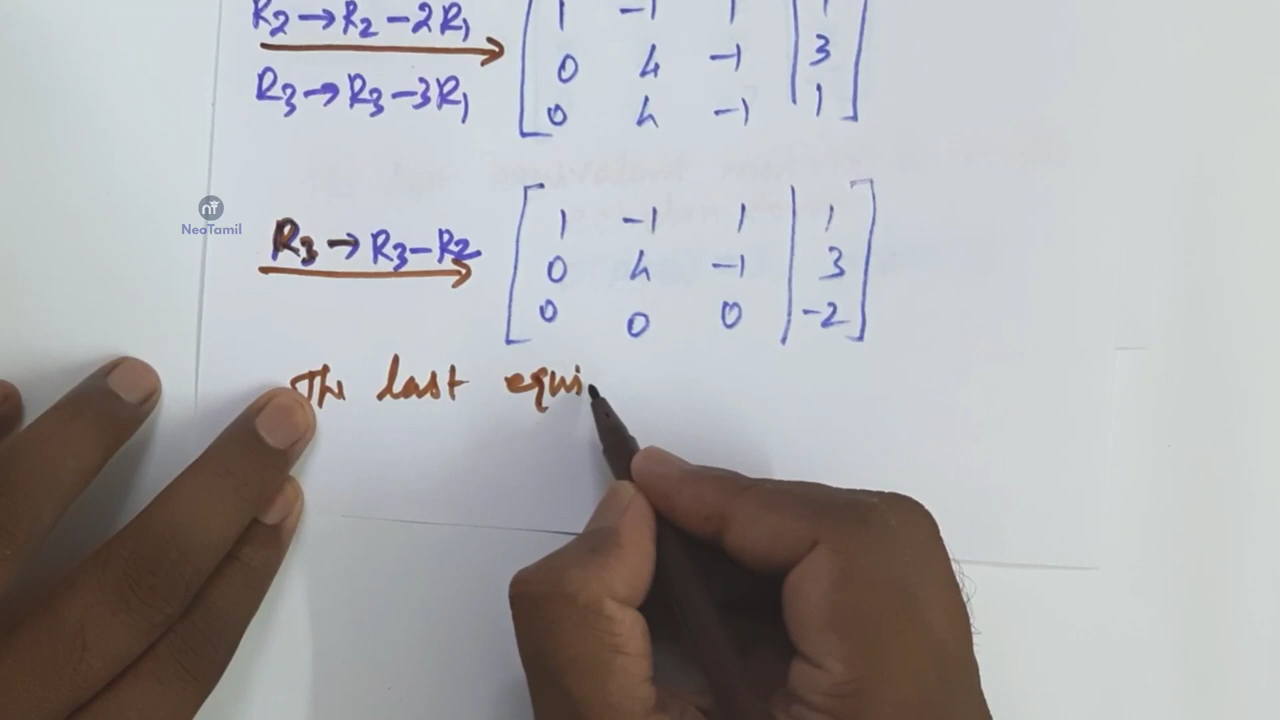 R2→R2-2R1
R3→R3-3R1
1 -1 1 | 1
0 4 -1 | 3
0 4 -1 | 1
NeoTamil
R3→R3-R2
1 -1 1 | 1
0 4 -1 | 3
0 0 0 | -2
The last equi